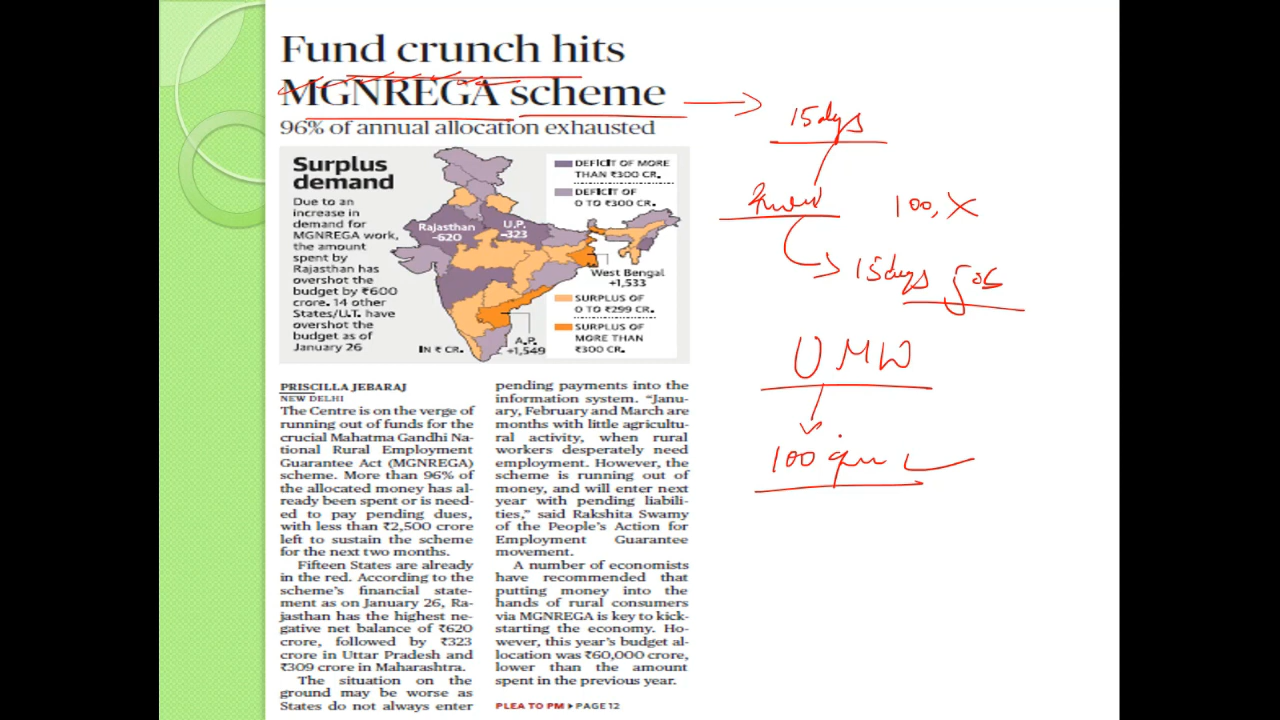 Fund crunch hits
MGNREGA scheme
96% of annual allocation exhausted
Surplus
demand
Due to an
increase in
demand for
MGNREGA work,
the amount
spent by
Rajasthan has
overshot the
budget by ₹600
crore. 14 other
States/U.T. have
overshot the
budget as of
January 26
DEFICIT OF MORE
THAN ₹300 CR.
DEFICIT OF
0 TO ₹300 CR.
Rajasthan
-620
U.P.
-323
West Bengal
+1,533
SURPLUS OF
0 TO ₹299 CR.
SURPLUS OF
MORE THAN
₹300 CR.
A.P.
+1,549
IN ₹ CR.
PRISCILLA JEBARAJ
NEW DELHI
The Centre is on the verge of
running out of funds for the
crucial Mahatma Gandhi Na-
tional Rural Employment
Guarantee Act (MGNREGA)
scheme. More than 96% of
the allocated money has al-
ready been spent or is need-
ed to pay pending dues,
with less than ₹2,500 crore
left to sustain the scheme
for the next two months.
Fifteen States are already
in the red. According to the
scheme's financial state-
ment as on January 26, Ra-
jasthan has the highest ne-
gative net balance of ₹620
crore, followed by ₹323
crore in Uttar Pradesh and
₹309 crore in Maharashtra.
The situation on the
ground may be worse as
States do not always enter
pending payments into the
information system. “Janu-
ary, February and March are
months with little agricultu-
ral activity, when rural
workers desperately need
employment. However, the
scheme is running out of
money, and will enter next
year with pending liabili-
ties,” said Rakshita Swamy
of the People's Action for
Employment Guarantee
movement.
A number of economists
have recommended that
putting money into the
hands of rural consumers
via MGNREGA is key to kick-
starting the economy. Ho-
wever, this year's budget al-
location was ₹60,000 crore,
lower than the amount
spent in the previous year.
PLEA TO PM PAGE 12
15 days
100, X
15 days job
UMW
100